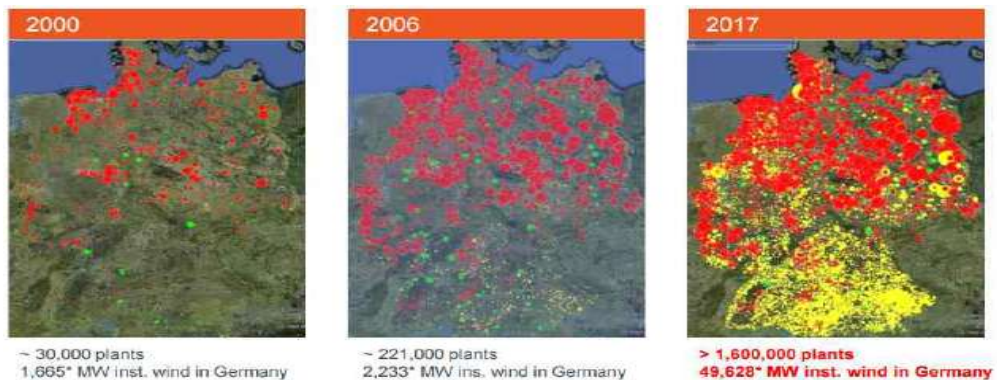 2000
2006
2017
~ 30,000 plants
1,665* MW inst. wind in Germany
~ 221,000 plants
2,233* MW ins. wind in Germany
> 1,600,000 plants
49,628* MW inst. wind in Germany